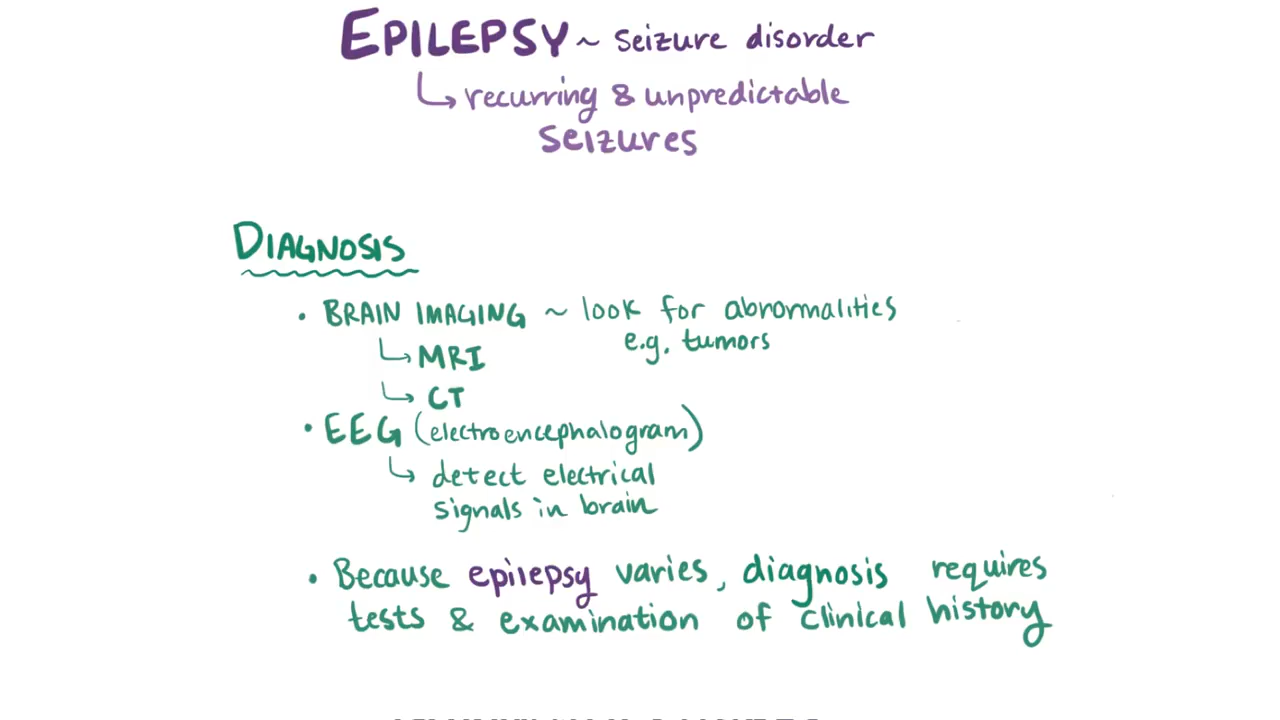 EPILEPSY ~ seizure disorder
↳ recurring & unpredictable
seizures
DIAGNOSIS
• BRAIN IMAGING ~ look for abnormalities
e.g. tumors
↳ MRI
↳ CT
• EEG (electroencephalogram)
↳ detect electrical
signals in brain
• Because epilepsy varies, diagnosis requires
tests & examination of clinical history